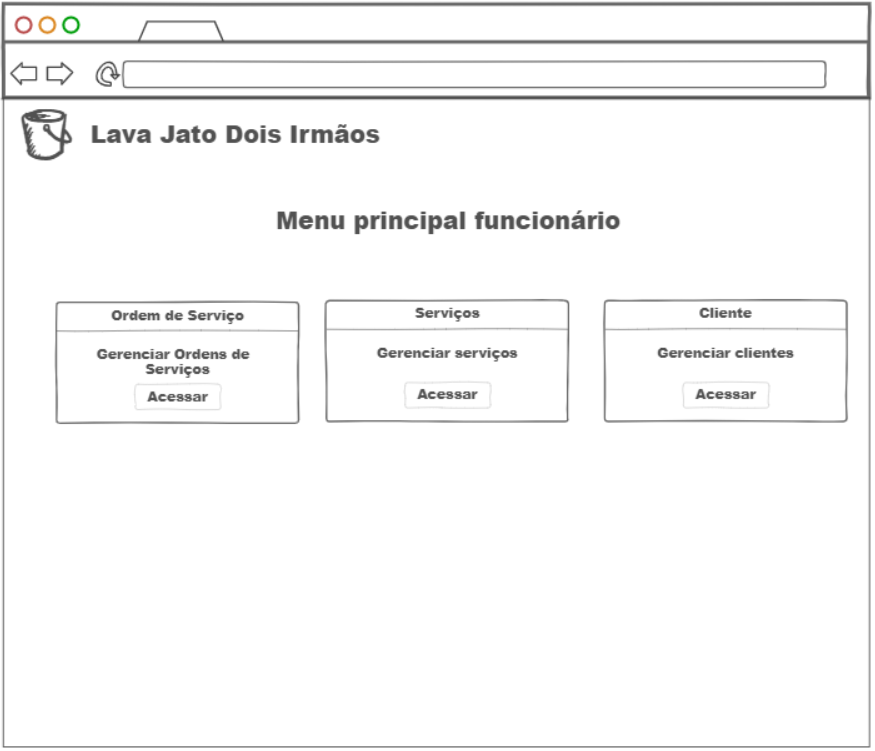 Lava Jato Dois Irmãos
Menu principal funcionário
Ordem de Serviço
Gerenciar Ordens de
Serviços
Acessar
Serviços
Gerenciar serviços
Acessar
Cliente
Gerenciar clientes
Acessar